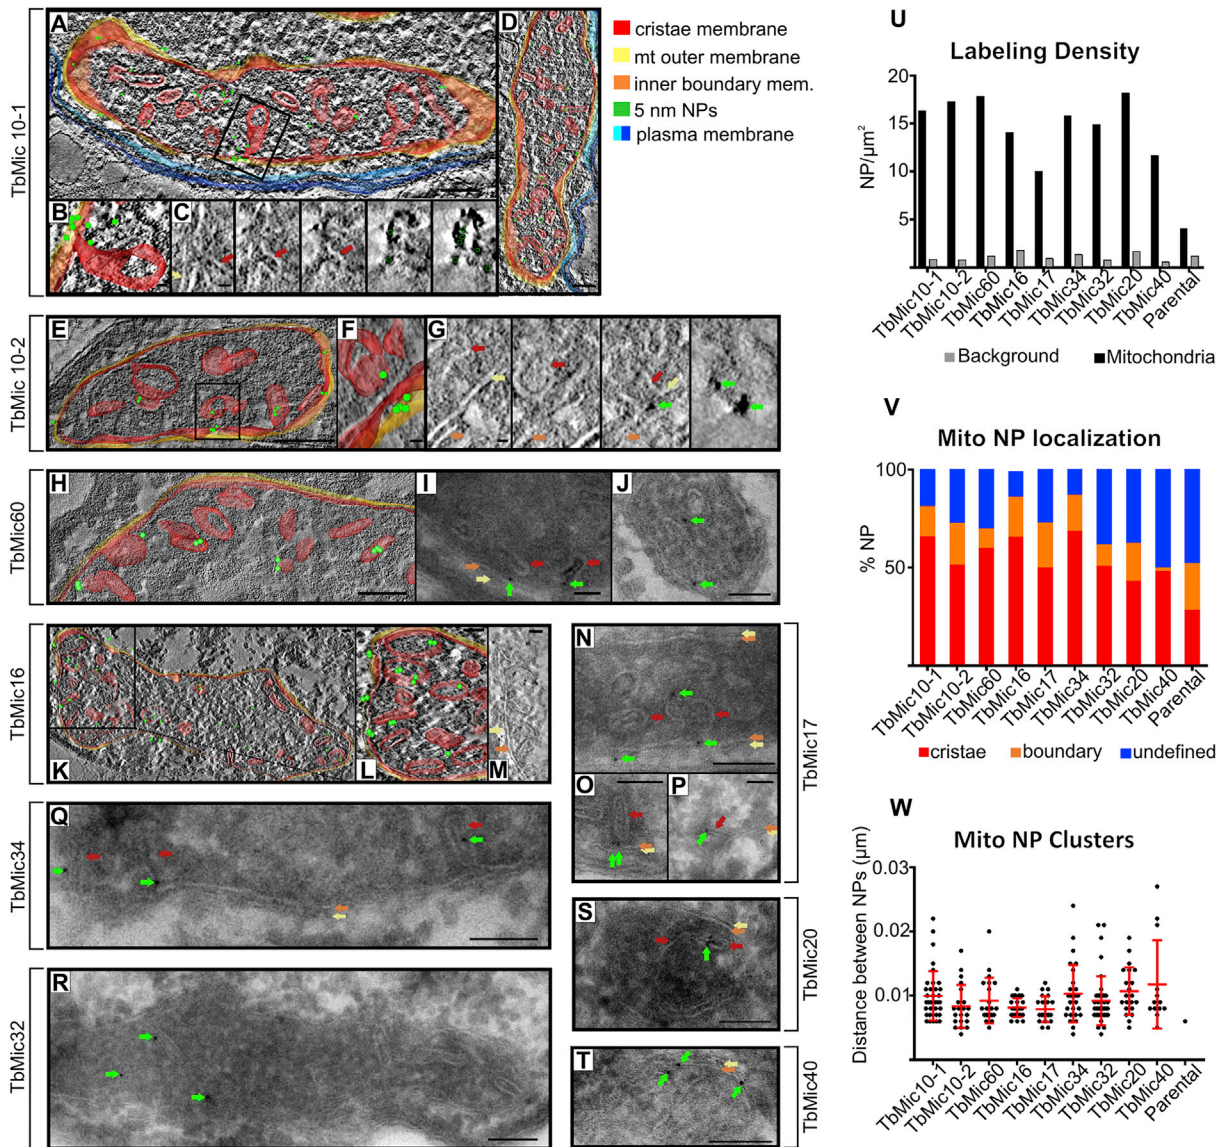 TbMic 10-1
A
D
cristae membrane
mt outer membrane
inner boundary mem.
5 nm NPs
plasma membrane
B
C
TbMic 10-2
E
F
G
TbMic60
H
I
J
TbMic16
K
L
M
N
O
P
TbMic17
TbMic34
Q
TbMic32
R
S
TbMic20
T
TbMic40
U
Labeling Density
NP/μm²
20
15
10
5
TbMic10-1
TbMic10-2
TbMic60
TbMic16
TbMic17
TbMic34
TbMic32
TbMic20
TbMic40
Parental
Background
Mitochondria
V
Mito NP localization
% NP
100
50
TbMic10-1
TbMic10-2
TbMic60
TbMic16
TbMic17
TbMic34
TbMic32
TbMic20
TbMic40
Parental
cristae
boundary
undefined
W
Mito NP Clusters
Distance between NPs (μm)
0.03
0.02
0.01
TbMic10-1
TbMic10-2
TbMic60
TbMic16
TbMic17
TbMic34
TbMic32
TbMic20
TbMic40
Parental